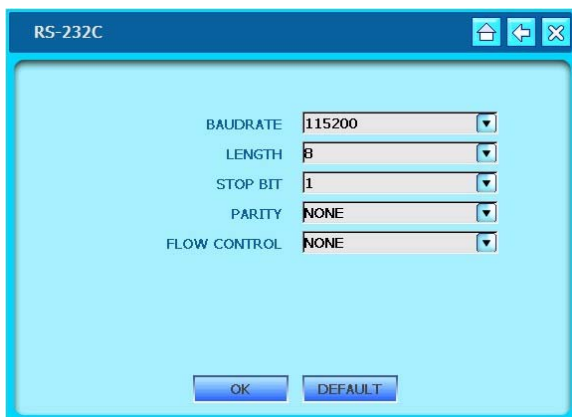 RS-232C
BAUDRATE 115200
LENGTH 8
STOP BIT 1
PARITY NONE
FLOW CONTROL NONE
OK DEFAULT